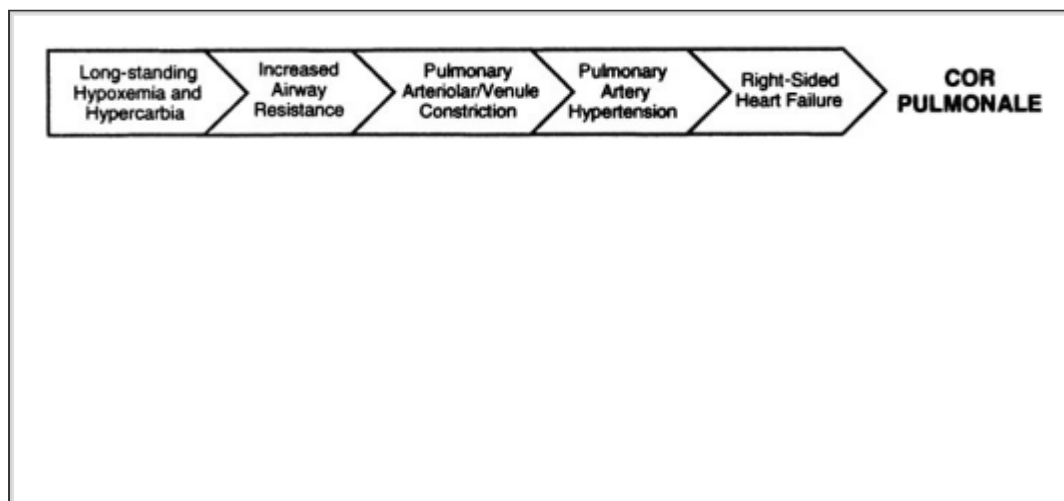 Long-standing
Hypoxemia and
Hypercarbia
Increased
Airway
Resistance
Pulmonary
Arteriolar/Venule
Constriction
Pulmonary
Artery
Hypertension
Right-Sided
Heart Failure
COR
PULMONALE